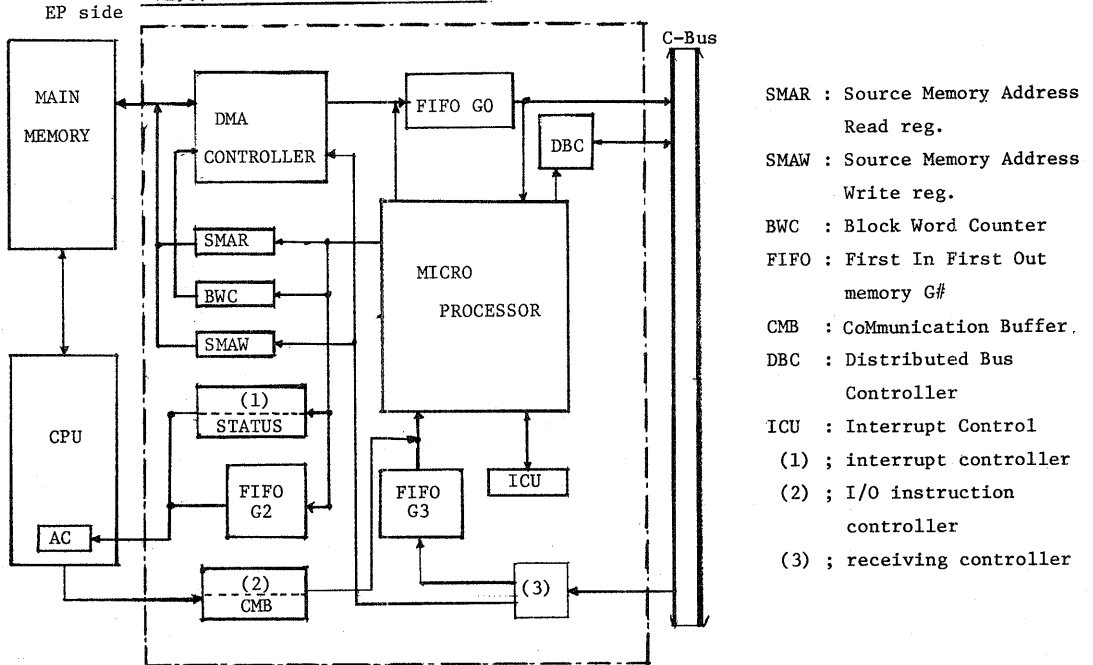 EP side
C-Bus
MAIN
MEMORY
DMA
CONTROLLER
FIFO G0
DBC
SMAR
BWC
SMAW
MICRO
PROCESSOR
(1)
STATUS
CPU
FIFO
G2
FIFO
G3
ICU
AC
(2)
CMB
(3)
SMAR : Source Memory Address
Read reg.
SMAW : Source Memory Address
Write reg.
BWC : Block Word Counter
FIFO : First In First Out
memory G#
CMB : CoMmunication Buffer
DBC : Distributed Bus
Controller
ICU : Interrupt Control
(1) ; interrupt controller
(2) ; I/O instruction
controller
(3) ; receiving controller